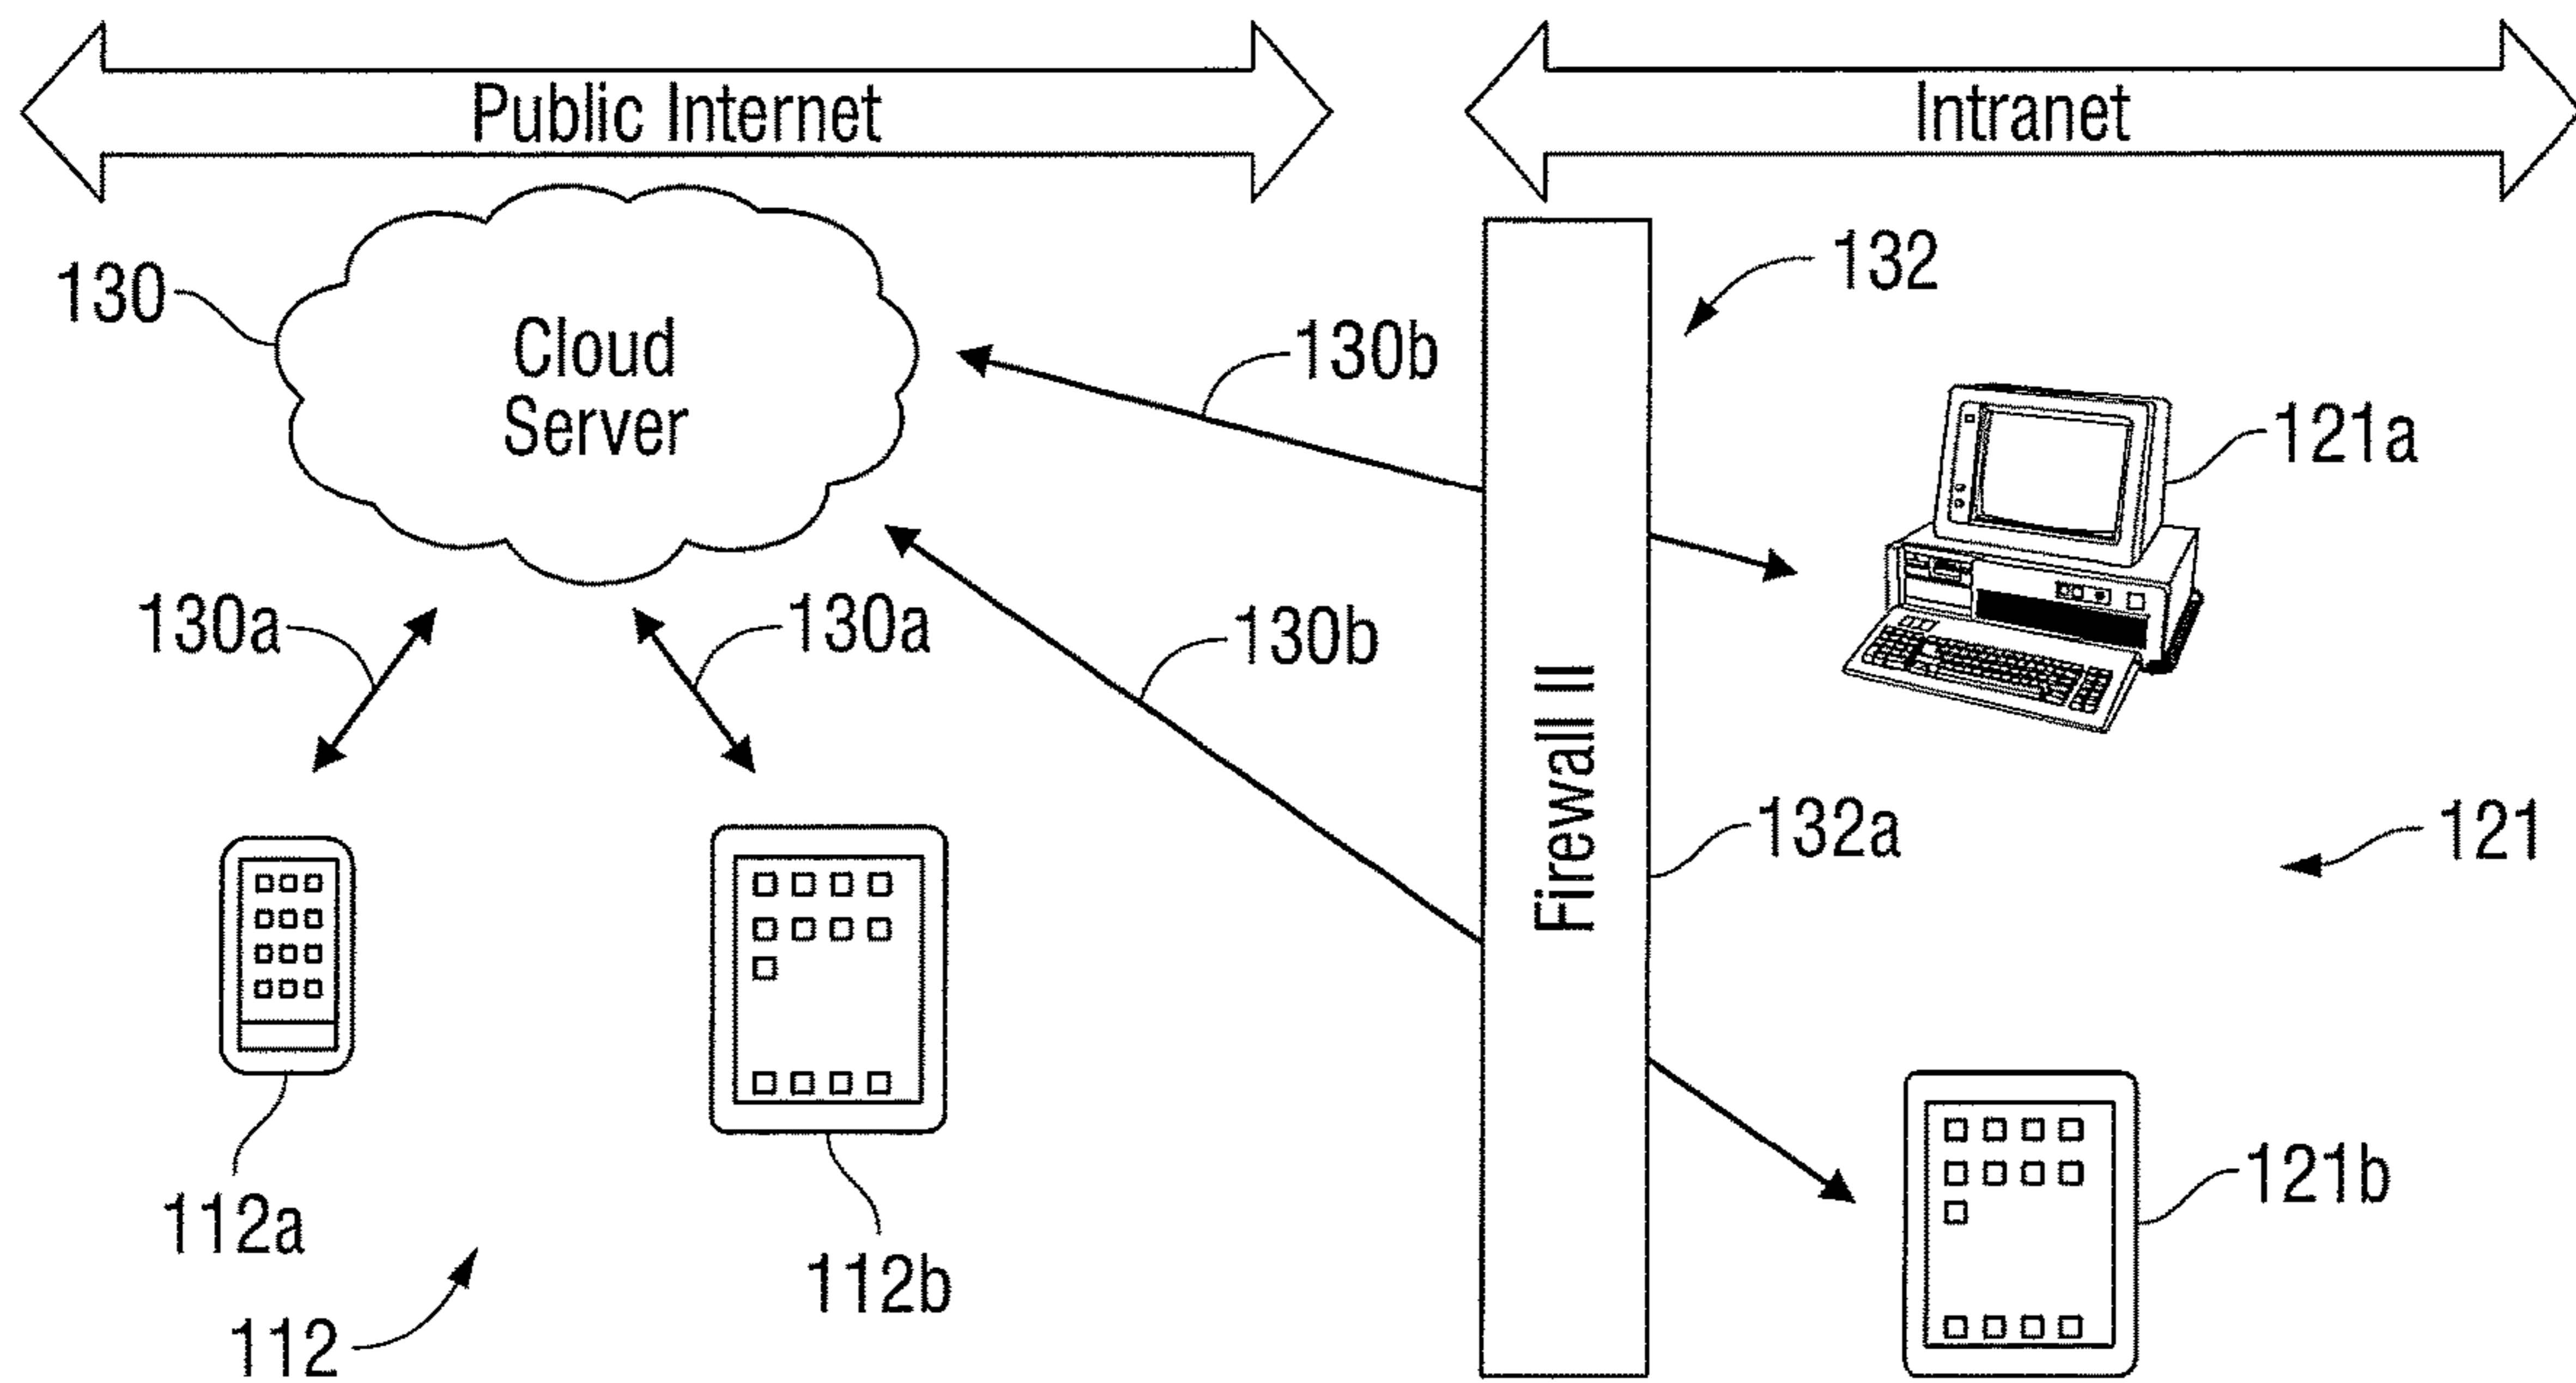 Public Internet
Intranet
130
Cloud
Server
130b
132
121a
130a
130a
130b
Firewall II
132a
121
112a
112b
121b
112